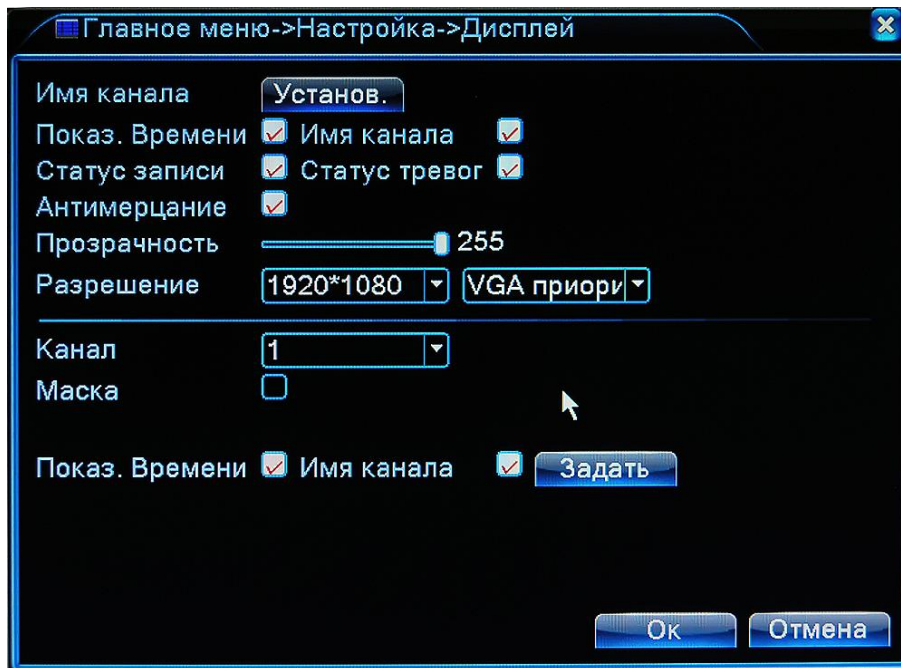 Главное меню->Настройка->Дисплей
Имя канала Установ.
Показ. Времени Имя канала
Статус записи Статус тревог
Антимерцание
Прозрачность 255
Разрешение 1920*1080 VGA приори
Канал 1
Маска
Показ. Времени Имя канала Задать
Ок Отмена